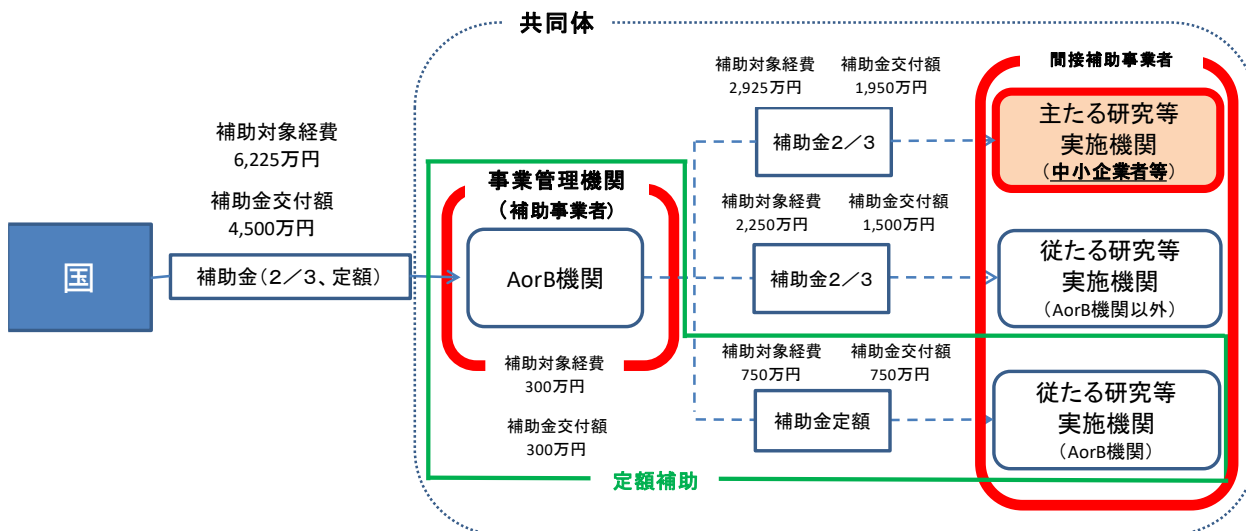 共同体
国
補助対象経費
6,225万円
補助金交付額
4,500万円
補助金(2/3、定額)
事業管理機関
(補助事業者)
AorB機関
補助対象経費
300万円
補助金交付額
300万円
定額補助
補助対象経費
2,925万円
補助金交付額
1,950万円
補助金2/3
補助対象経費
2,250万円
補助金交付額
1,500万円
補助金2/3
補助対象経費
750万円
補助金交付額
750万円
補助金定額
間接補助事業者
主たる研究等
実施機関
(中小企業者等)
従たる研究等
実施機関
(AorB機関以外)
従たる研究等
実施機関
(AorB機関)